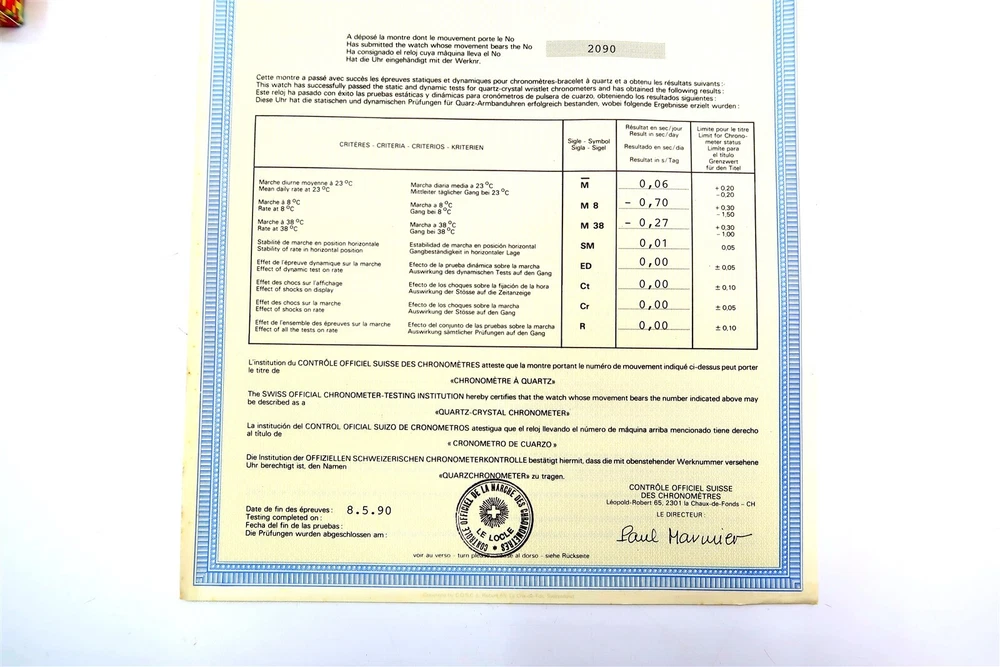 A déposé la montre dont le mouvement porte le No
Has submitted the watch whose movement bears the No
Ha consignado el reloj cuya máquina lleva el No
Hat die Uhr eingehändigt mit der Werknr.
2090
Cette montre a passé avec succès les épreuves statiques et dynamiques pour chronomètres-bracelet à quartz et a obtenu les résultats suivants :
This watch has successfully passed the static and dynamic tests for quartz-crystal wristlet chronometers and has obtained the following results :
Este reloj ha pasado con éxito las pruebas estáticas y dinámicas para cronómetros de pulsera de cuarzo, obteniendo los resultados siguientes :
Diese Uhr hat die statischen und dynamischen Prüfungen für Quarz-Armbanduhren erfolgreich bestanden, wobei folgende Ergebnisse erzielt wurden :
CRITERES - CRITERIA - CRITERIOS - KRITERIEN
Sigle - Symbol
Sigla - Sigel
Résultat en sec/jour
Result in sec/day
Resultado en sec/dia
Resultat in s/Tag
Limite pour le titre
Limit for Chrono-
meter status
Limite para
el título
Grenzwert
für den Titel
Marche diurne moyenne à 23 °C
Mean daily rate at 23 °C
Marcha diaria media a 23 °C
Mittleiter täglicher Gang bei 23 °C
M̅
0,06
+ 0,20
- 0,20
Marche à 8 °C
Rate at 8 °C
Marcha a 8 °C
Gang bei 8 °C
M 8
- 0,70
+ 0,30
- 1,50
Marche à 38 °C
Rate at 38 °C
Marcha a 38 °C
Gang bei 38 °C
M 38
- 0,27
+ 0,30
- 1,00
Stabilité de marche en position horizontale
Stability of rate in horizontal position
Estabilidad de marcha en posición horizontal
Gangbeständigkeit in horizontaler Lage
SM
0,01
0,05
Effet de l'épreuve dynamique sur la marche
Effect of dynamic test on rate
Efecto de la prueba dinámica sobre la marcha
Auswirkung des dynamischen Tests auf den Gang
ED
0,00
± 0,05
Effet des chocs sur l'affichage
Effect of shocks on display
Efecto de los choques sobre la fijación de la hora
Auswirkung der Stösse auf die Zeitanzeige
Ct
0,00
± 0,10
Effet des chocs sur la marche
Effect of shocks on rate
Efecto de los choques sobre la marcha
Auswirkung der Stösse auf den Gang
Cr
0,00
± 0,05
Effet de l'ensemble des épreuves sur la marche
Effect of all the tests on rate
Efecto del conjunto de las pruebas sobre la marcha
Auswirkung sämtlicher Prüfungen auf den Gang
R
0,00
± 0,10
L'institution du CONTRÔLE OFFICIEL SUISSE DES CHRONOMÈTRES atteste que la montre portant le numéro de mouvement indiqué ci-dessus peut porter
le titre de
«CHRONOMÈTRE À QUARTZ»
The SWISS OFFICIAL CHRONOMETER-TESTING INSTITUTION hereby certifies that the watch whose movement bears the number indicated above may
be described as a
«QUARTZ-CRYSTAL CHRONOMETER»
La institución del CONTROL OFICIAL SUIZO DE CRONOMETROS atestigua que el reloj llevando el número de máquina arriba mencionado tiene derecho
al título de
« CRONOMETRO DE CUARZO »
Die Institution der OFFIZIELLEN SCHWEIZERISCHEN CHRONOMETERKONTROLLE bestätigt hiermit, dass die mit obenstehender Werknummer versehene
Uhr berechtigt ist, den Namen
«QUARZCHRONOMETER» zu tragen.
Date de fin des épreuves : 8.5.90
Testing completed on :
Fecha del fin de las pruebas :
Die Prüfungen wurden abgeschlossen am :
CONTRÔLE OFFICIEL DE LA MARCHE DES CHRONOMÈTRES
LE LOCLE
CONTRÔLE OFFICIEL SUISSE
DES CHRONOMÈTRES
Léopold-Robert 65, 2301 la Chaux-de-Fonds - CH
LE DIRECTEUR :
Paul Marmier
voir au verso - turn please - véase al dorso - siehe Rückseite